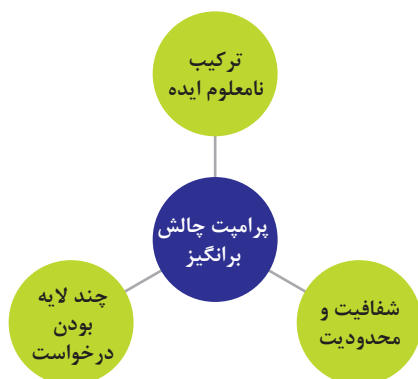 ترکیب
نامعلوم ایده
پرامپت چالش
برانگیز
شفافیت و
محدودیت
چند لایه
بودن
درخواست